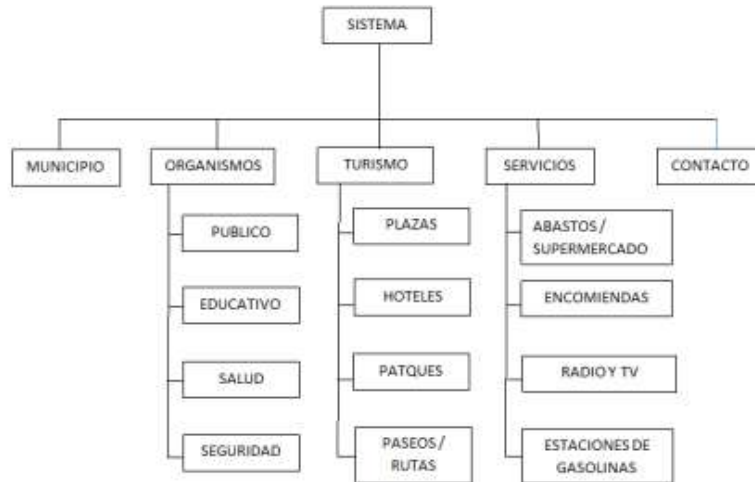 SISTEMA
MUNICIPIO
ORGANISMOS
TURISMO
SERVICIOS
CONTACTO
PUBLICO
EDUCATIVO
SALUD
SEGURIDAD
PLAZAS
HOTELES
PATQUES
PASEOS /
RUTAS
ABASTOS /
SUPERMERCADO
ENCOMIENDAS
RADIO Y TV
ESTACIONES DE
GASOLINAS